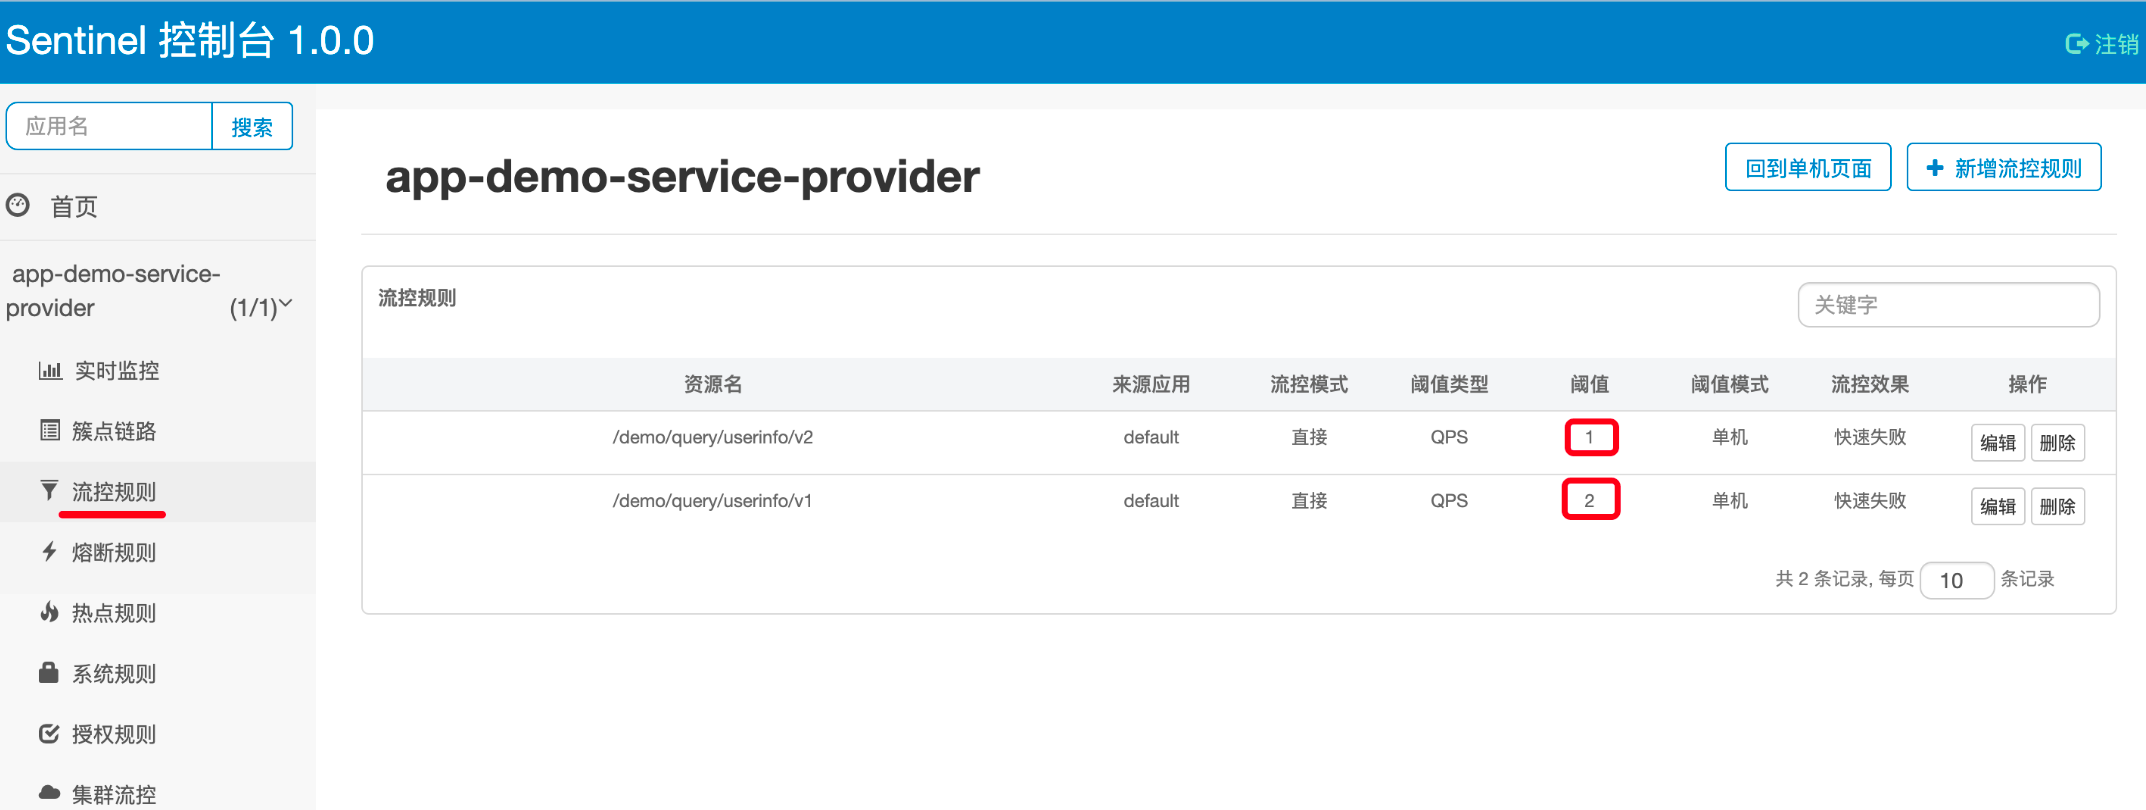 Sentinel 控制台 1.0.0
注销
应用名 搜索
首页
app-demo-service-
provider (1/1)
实时监控
簇点链路
流控规则
熔断规则
热点规则
系统规则
授权规则
集群流控
app-demo-service-provider
回到单机页面 新增流控规则
流控规则
关键字
资源名 来源应用 流控模式 阈值类型 阈值 阈值模式 流控效果 操作
/demo/query/userinfo/v2 default 直接 QPS 1 单机 快速失败 编辑 删除
/demo/query/userinfo/v1 default 直接 QPS 2 单机 快速失败 编辑 删除
共 2 条记录, 每页 10 条记录